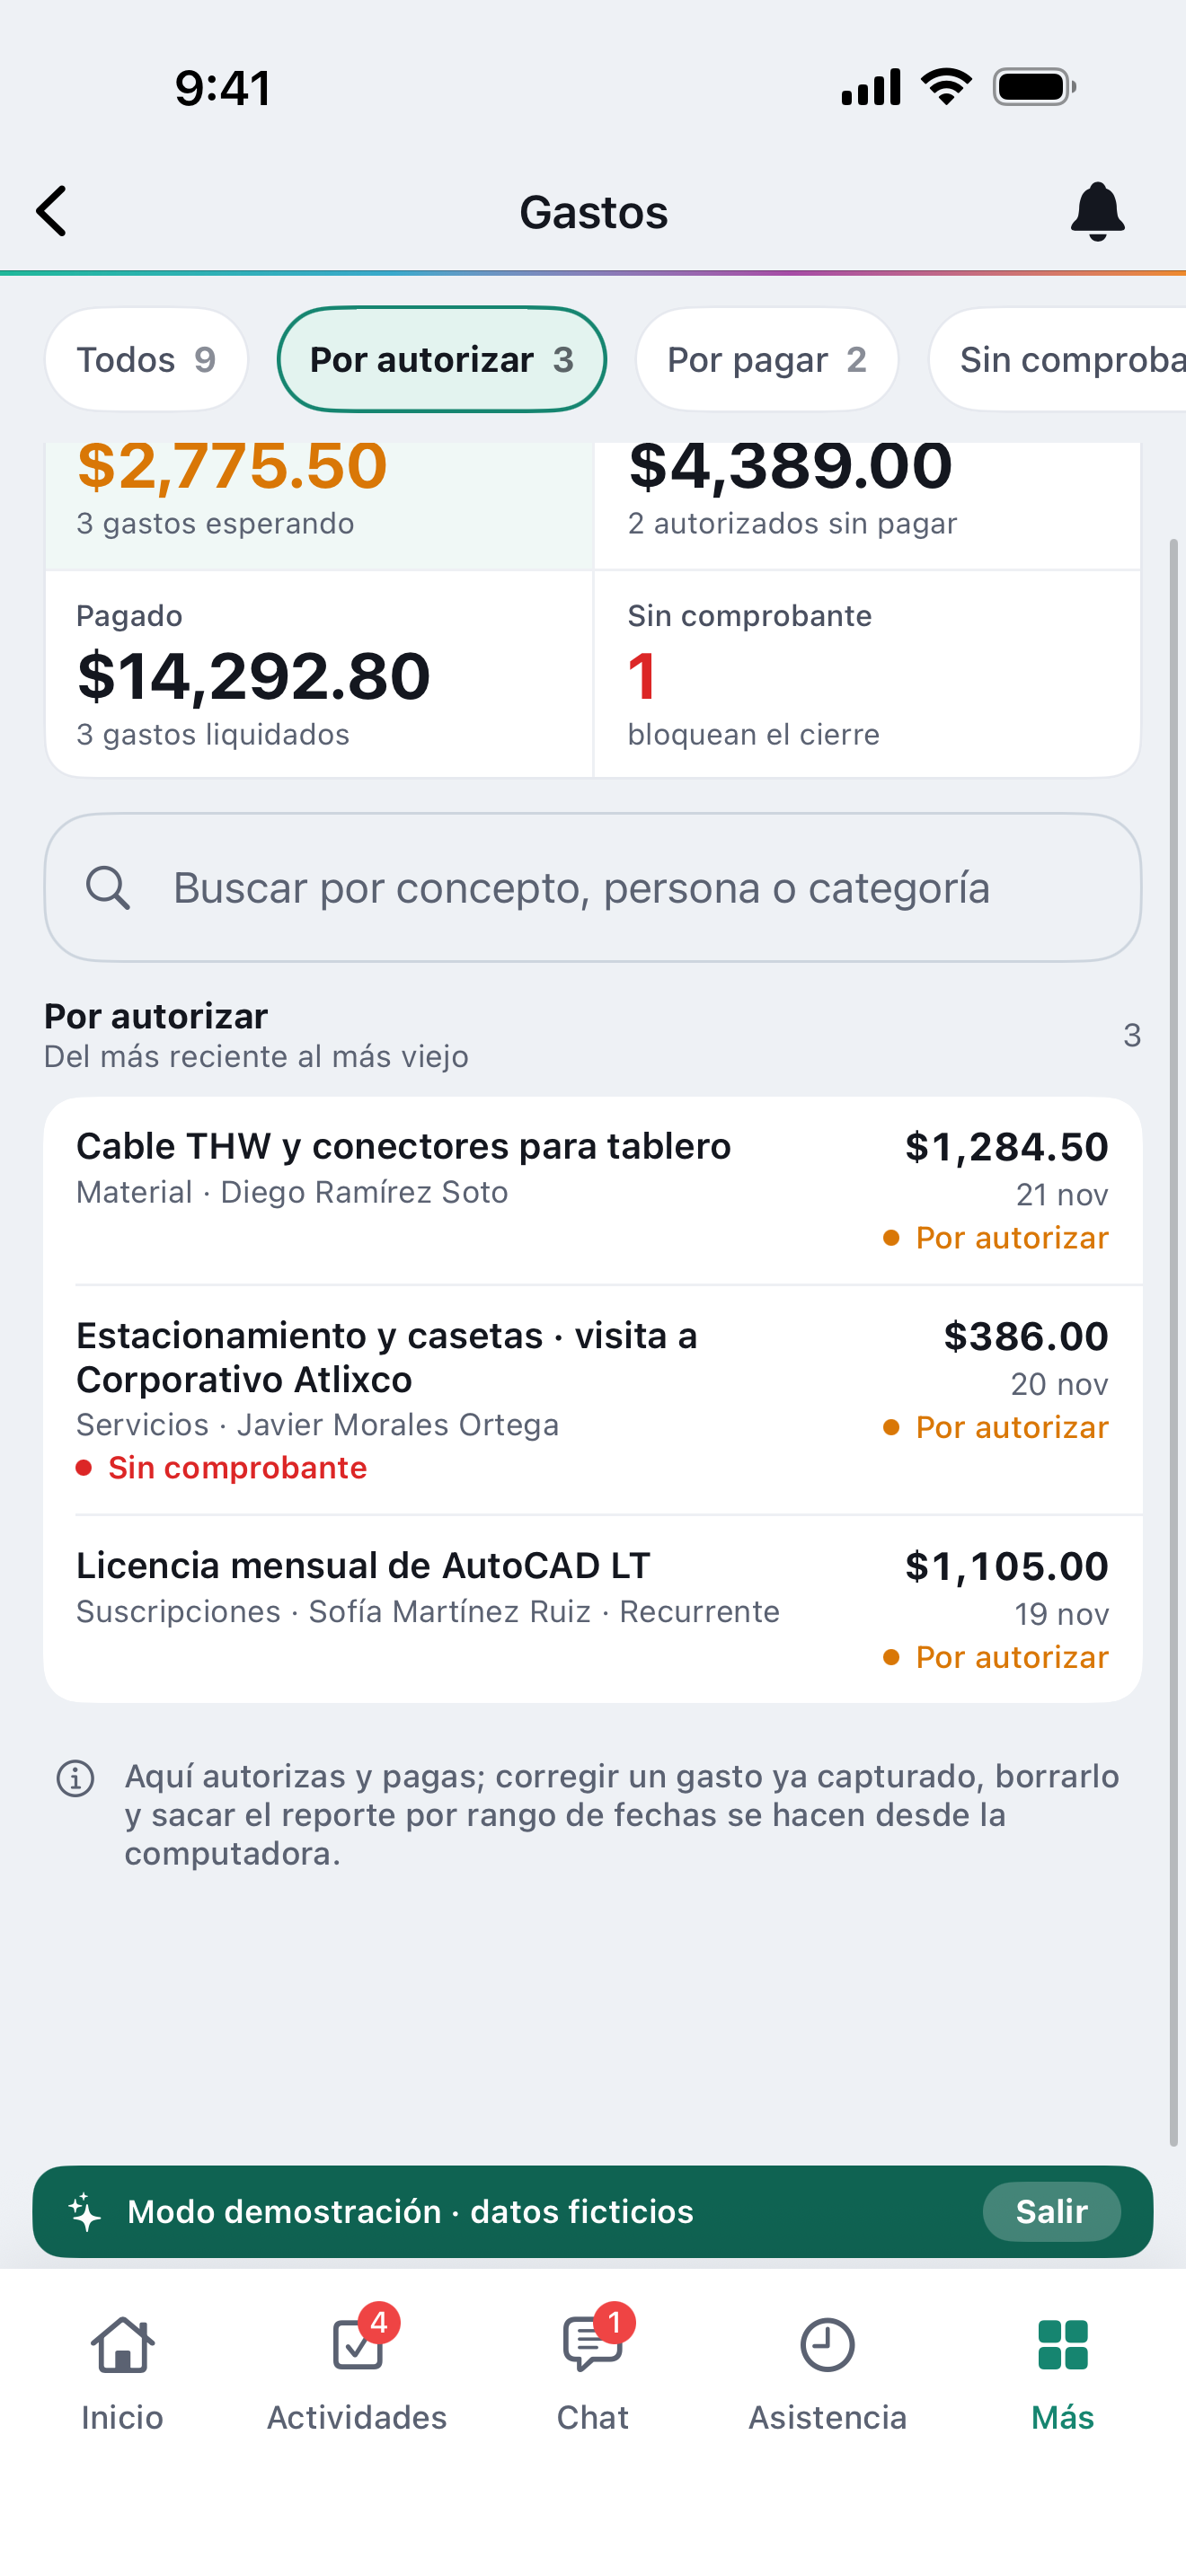 9:41
Gastos
Todos 9
Por autorizar 3
Por pagar 2
Sin comproba
$2,775.50
3 gastos esperando
$4,389.00
2 autorizados sin pagar
Pagado
$14,292.80
3 gastos liquidados
Sin comprobante
1
bloquean el cierre
Buscar por concepto, persona o categoría
Por autorizar
Del más reciente al más viejo
3
Cable THW y conectores para tablero
Material · Diego Ramírez Soto
$1,284.50
21 nov
Por autorizar
Estacionamiento y casetas · visita a
Corporativo Atlixco
Servicios · Javier Morales Ortega
Sin comprobante
$386.00
20 nov
Por autorizar
Licencia mensual de AutoCAD LT
Suscripciones · Sofía Martínez Ruiz · Recurrente
$1,105.00
19 nov
Por autorizar
Aquí autorizas y pagas; corregir un gasto ya capturado, borrarlo
y sacar el reporte por rango de fechas se hacen desde la
computadora.
Modo demostración · datos ficticios
Salir
4
1
Inicio
Actividades
Chat
Asistencia
Más